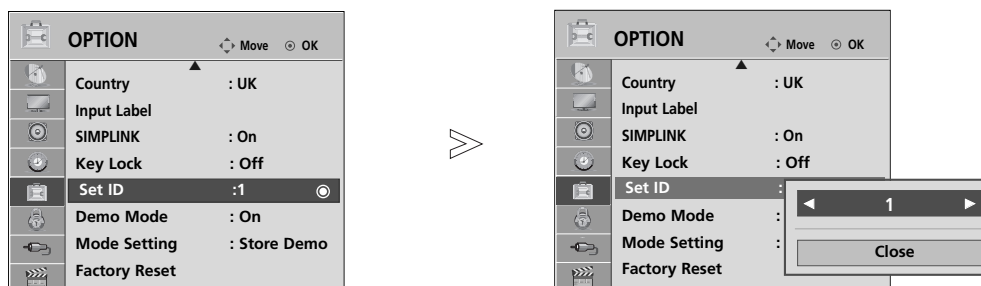 OPTION Move OK
Country : UK
Input Label
SIMPLINK : On
Key Lock : Off
Set ID :1
Demo Mode : On
Mode Setting : Store Demo
Factory Reset
OPTION Move OK
Country : UK
Input Label
SIMPLINK : On
Key Lock : Off
Set ID :
1
Demo Mode :
Mode Setting :
Close
Factory Reset